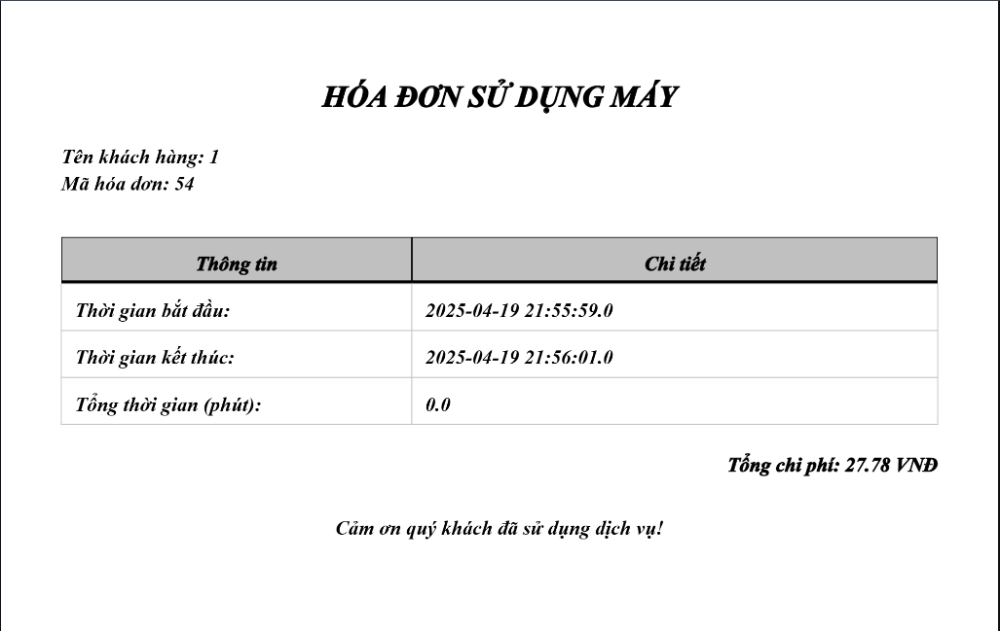 HÓA ĐƠN SỬ DỤNG MÁY
Tên khách hàng: 1
Mã hóa đơn: 54
Thông tin Chi tiết
Thời gian bắt đầu: 2025-04-19 21:55:59.0
Thời gian kết thúc: 2025-04-19 21:56:01.0
Tổng thời gian (phút): 0.0
Tổng chi phí: 27.78 VNĐ
Cảm ơn quý khách đã sử dụng dịch vụ!